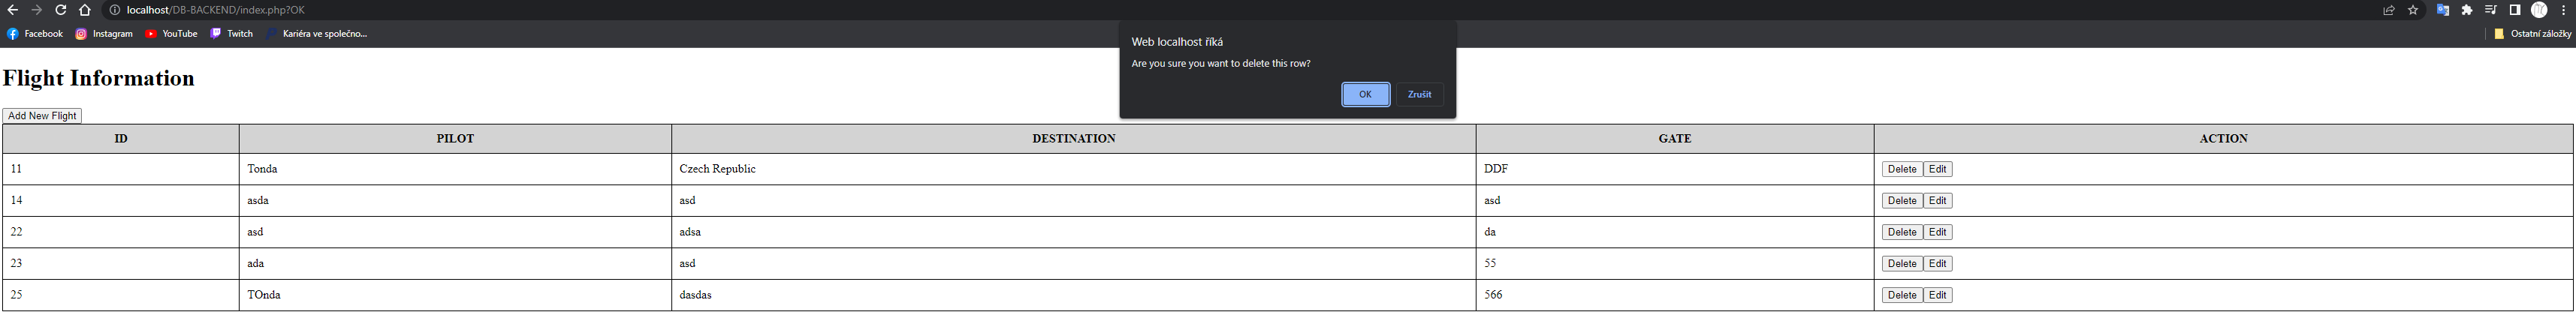 localhost/DB-BACKEND/index.php?OK
Facebook Instagram YouTube Twitch Kariéra ve společno... Ostatní záložky
Web localhost říká
Are you sure you want to delete this row?
OK Zrušit
Flight Information
Add New Flight
ID PILOT DESTINATION GATE ACTION
11 Tonda Czech Republic DDF Delete Edit
14 asda asd asd Delete Edit
22 asd adsa da Delete Edit
23 ada asd 55 Delete Edit
25 TOnda dasdas 566 Delete Edit